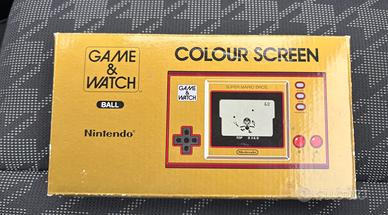 GAME
&
WATCH
BALL
Nintendo
COLOUR SCREEN
SUPER MARIO BROS.
GAME
&
WATCH
Nintendo